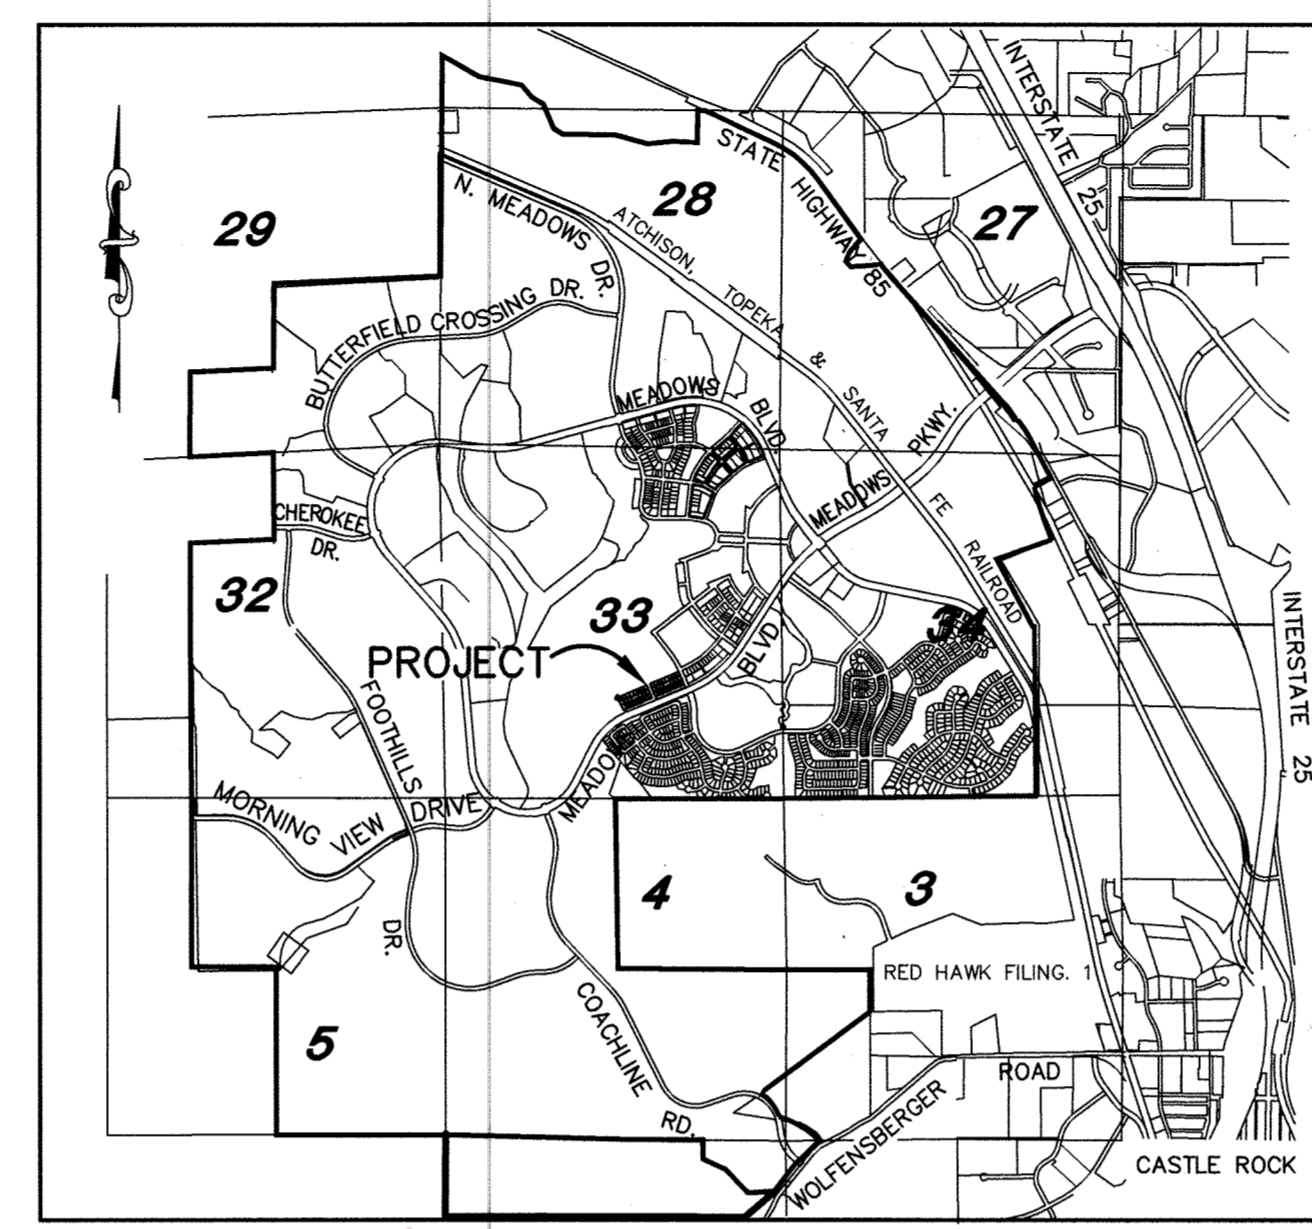 INTERSTATE 25
STATE HIGHWAY 85
29
28
27
N. MEADOWS DR.
ATCHISON, TOPEKA & SANTA FE RAILROAD
BUTTERFIELD CROSSING DR.
MEADOWS BLVD
MEADOWS PKWY.
CHEROKEE
DR.
32
33
34
PROJECT
BLVD
INTERSTATE 25
FOOTHILLS
MEADO
MORNING VIEW DRIVE
4
3
DR.
RED HAWK FILING. 1
COACHLINE RD.
5
WOLFENSBERGER ROAD
CASTLE ROCK